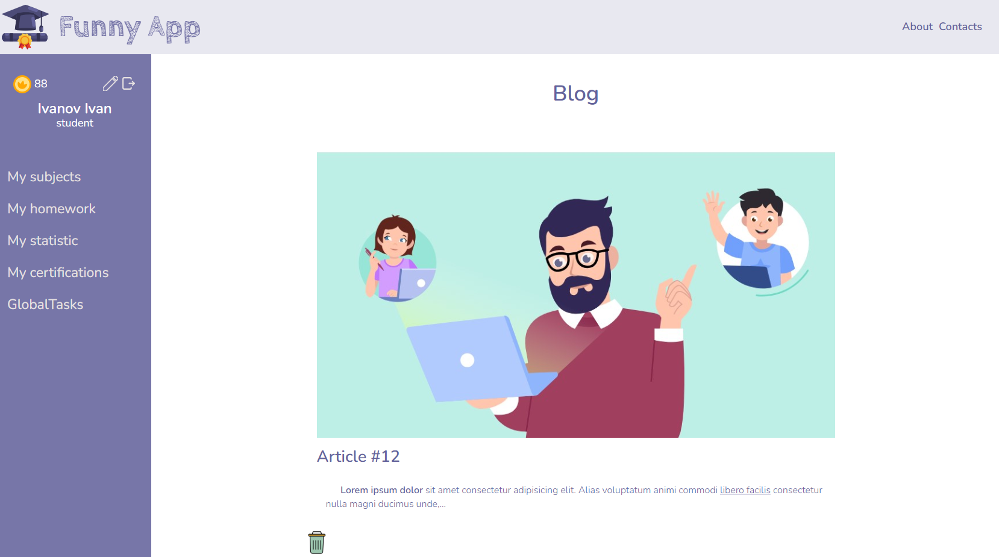 Funny App
About Contacts
88
Ivanov Ivan
student
My subjects
My homework
My statistic
My certifications
GlobalTasks
Blog
Article #12
Lorem ipsum dolor sit amet consectetur adipisicing elit. Alias voluptatum animi commodi libero facilis consectetur
nulla magni ducimus unde,...